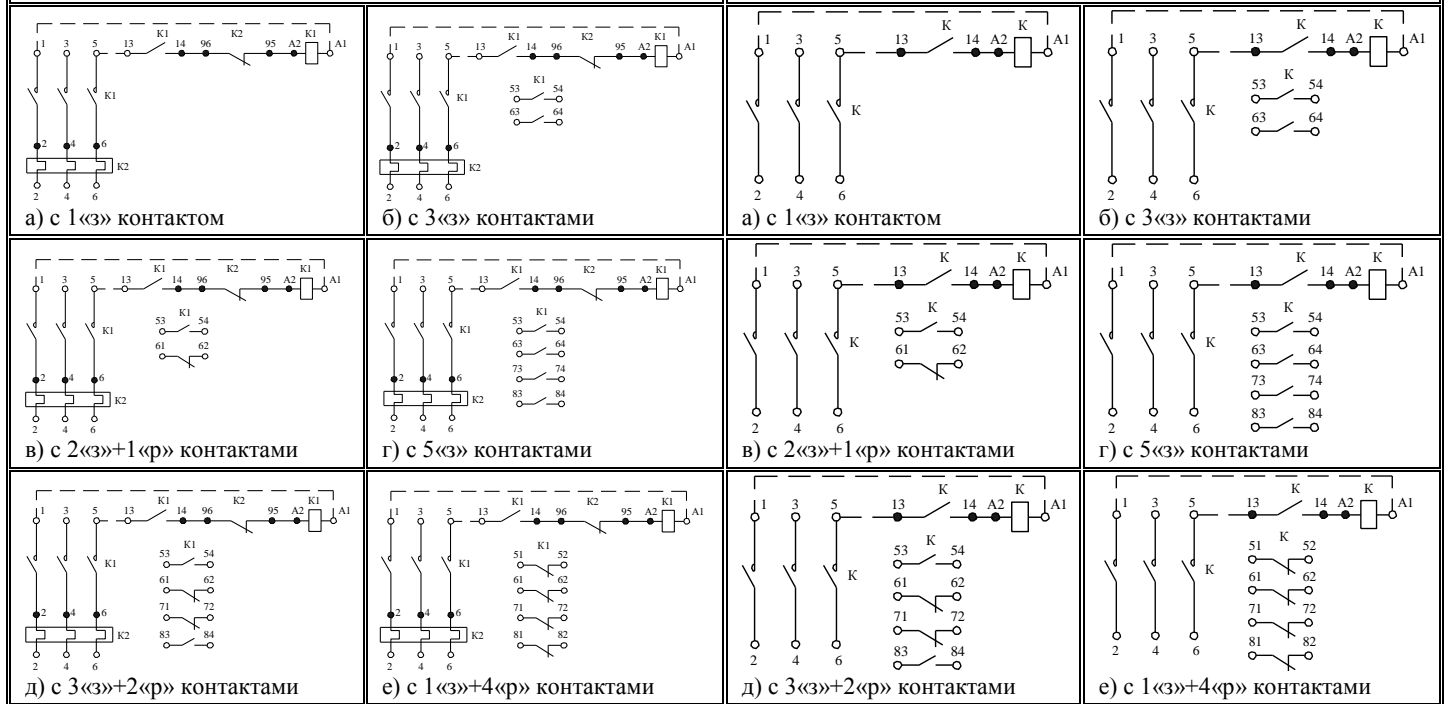 1 3 5 13 K1 14 96 K2 95 A2 K1 A1
K1
2 4 6
K2
2 4 6
а) с 1«з» контактом
1 3 5 13 K1 14 96 K2 95 A2 K1 A1
K1
K1
53 54
63 64
2 4 6
K2
2 4 6
б) с 3«з» контактами
1 3 5 13 K 14 A2 K A1
K
2 4 6
а) с 1«з» контактом
1 3 5 13 K 14 A2 K A1
K
53 54
K
63 64
2 4 6
б) с 3«з» контактами
1 3 5 13 K1 14 96 K2 95 A2 K1 A1
K1
K1
53 54
61 62
2 4 6
K2
2 4 6
в) с 2«з»+1«р» контактами
1 3 5 13 K1 14 96 K2 95 A2 K1 A1
K1
K1
53 54
63 64
73 74
83 84
2 4 6
K2
2 4 6
г) с 5«з» контактами
1 3 5 13 K 14 A2 K A1
K
53 54
K
61 62
2 4 6
в) с 2«з»+1«р» контактами
1 3 5 13 K 14 A2 K A1
K
53 54
K
63 64
73 74
83 84
2 4 6
г) с 5«з» контактами
1 3 5 13 K1 14 96 K2 95 A2 K1 A1
K1
K1
53 54
61 62
71 72
83 84
2 4 6
K2
2 4 6
д) с 3«з»+2«р» контактами
1 3 5 13 K1 14 96 K2 95 A2 K1 A1
K1
K1
51 52
61 62
71 72
81 82
2 4 6
K2
2 4 6
е) с 1«з»+4«р» контактами
1 3 5 13 K 14 A2 K A1
K
53 54
K
61 62
71 72
83 84
2 4 6
д) с 3«з»+2«р» контактами
1 3 5 13 K 14 A2 K A1
K
51 52
K
61 62
71 72
81 82
2 4 6
е) с 1«з»+4«р» контактами